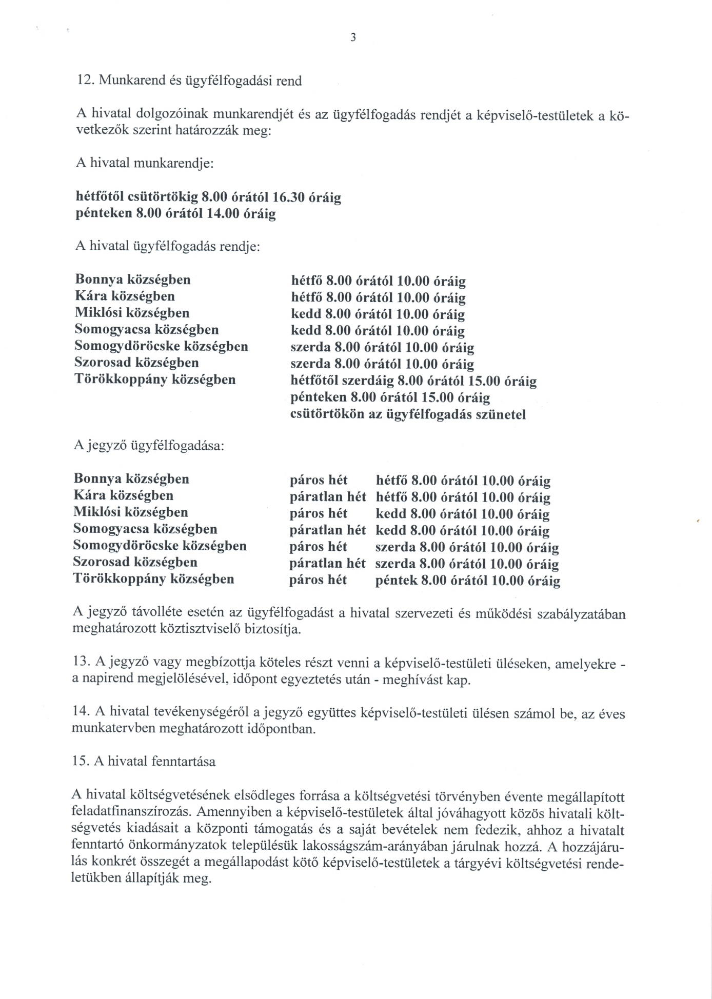 3
12. Munkarend és ügyfélfogadási rend
A hivatal dolgozóinak munkarendjét és az ügyfélfogadás rendjét a képviselő-testületek a kö-
vetkezők szerint határozzák meg:
A hivatal munkarendje:
hétfőtől csütörtökig 8.00 órától 16.30 óráig
pénteken 8.00 órától 14.00 óráig
A hivatal ügyfélfogadás rendje:
Bonnya községben hétfő 8.00 órától 10.00 óráig
Kára községben hétfő 8.00 órától 10.00 óráig
Miklósi községben kedd 8.00 órától 10.00 óráig
Somogyacsa községben kedd 8.00 órától 10.00 óráig
Somogydöröcske községben szerda 8.00 órától 10.00 óráig
Szorosad községben szerda 8.00 órától 10.00 óráig
Törökkoppány községben hétfőtől szerdáig 8.00 órától 15.00 óráig
pénteken 8.00 órától 15.00 óráig
csütörtökön az ügyfélfogadás szünetel
A jegyző ügyfélfogadása:
Bonnya községben páros hét hétfő 8.00 órától 10.00 óráig
Kára községben páratlan hét hétfő 8.00 órától 10.00 óráig
Miklósi községben páros hét kedd 8.00 órától 10.00 óráig
Somogyacsa községben páratlan hét kedd 8.00 órától 10.00 óráig
Somogydöröcske községben páros hét szerda 8.00 órától 10.00 óráig
Szorosad községben páratlan hét szerda 8.00 órától 10.00 óráig
Törökkoppány községben páros hét péntek 8.00 órától 10.00 óráig
A jegyző távolléte esetén az ügyfélfogadást a hivatal szervezeti és működési szabályzatában
meghatározott köztisztviselő biztosítja.
13. A jegyző vagy megbízottja köteles részt venni a képviselő-testületi üléseken, amelyekre -
a napirend megjelölésével, időpont egyeztetés után - meghívást kap.
14. A hivatal tevékenységéről a jegyző együttes képviselő-testületi ülésen számol be, az éves
munkatervben meghatározott időpontban.
15. A hivatal fenntartása
A hivatal költségvetésének elsődleges forrása a költségvetési törvényben évente megállapított
feladatfinanszírozás. Amennyiben a képviselő-testületek által jóváhagyott közös hivatali költ-
ségvetés kiadásait a központi támogatás és a saját bevételek nem fedezik, ahhoz a hivatalt
fenntartó önkormányzatok településük lakosságszám-arányában járulnak hozzá. A hozzájáru-
lás konkrét összegét a megállapodást kötő képviselő-testületek a tárgyévi költségvetési rende-
letükben állapítják meg.